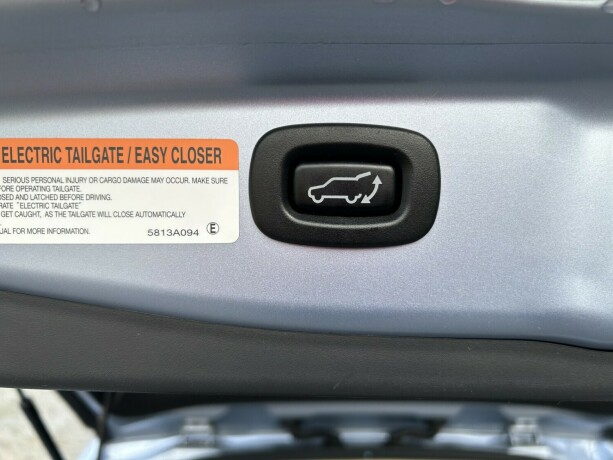 ELECTRIC TAILGATE / EASY CLOSER
SERIOUS PERSONAL INJURY OR CARGO DAMAGE MAY OCCUR. MAKE SURE
FORE OPERATING TAILGATE.
OSED AND LATCHED BEFORE DRIVING.
RATE "ELECTRIC TAILGATE"
GET CAUGHT, AS THE TAILGATE WILL CLOSE AUTOMATICALLY
UAL FOR MORE INFORMATION.
5813A094 E